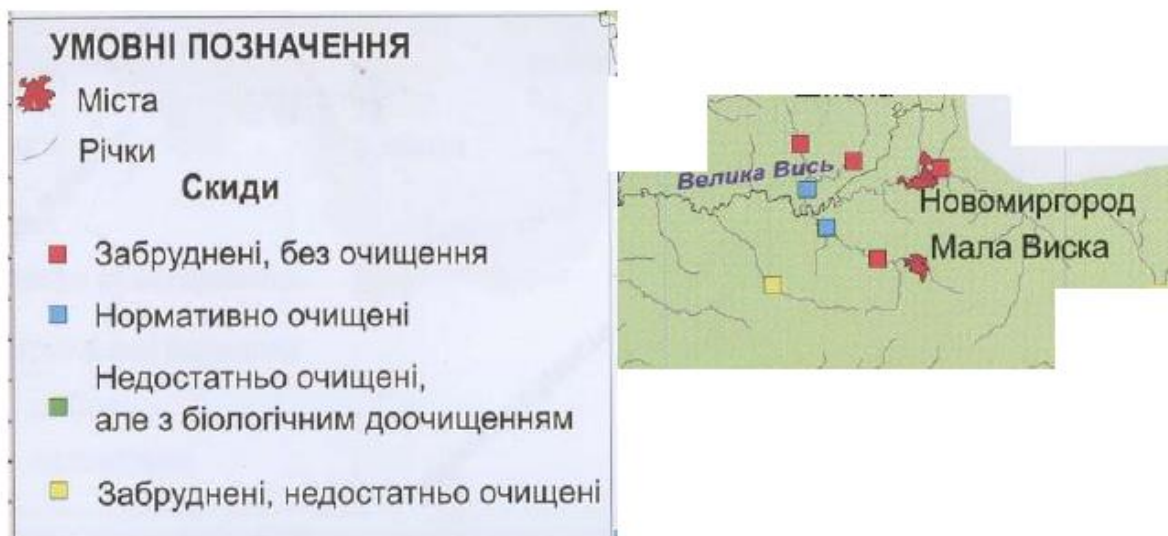 УМОВНІ ПОЗНАЧЕННЯ
Міста
Річки
Скиди
Забруднені, без очищення
Нормативно очищені
Недостатньо очищені,
але з біологічним доочищенням
Забруднені, недостатньо очищені
Велика Вись
Новомиргород
Мала Виска